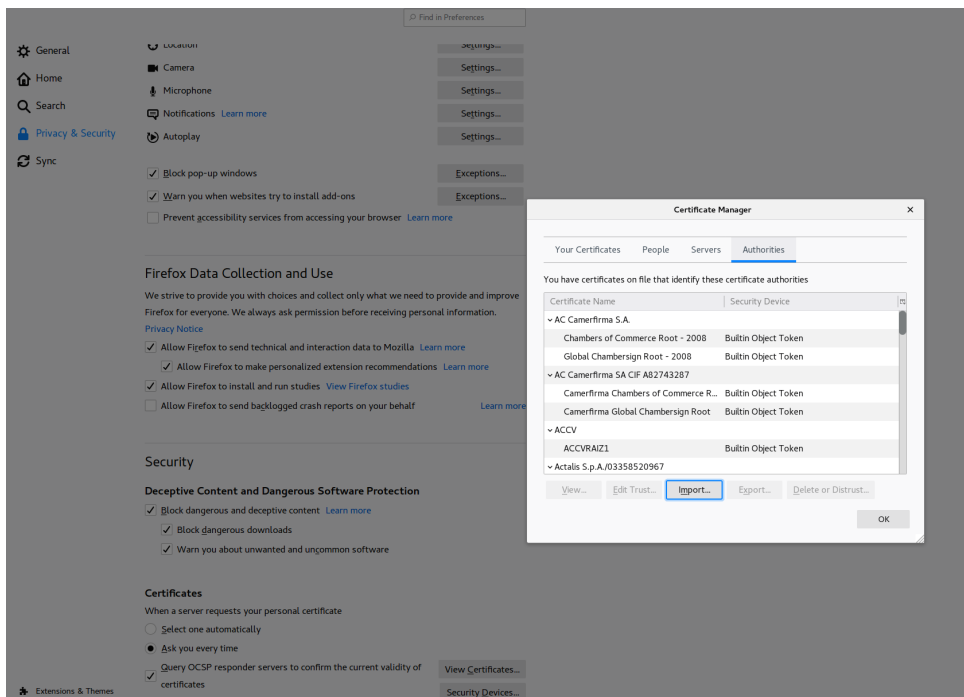 Find in Preferences
General
Home
Search
Privacy & Security
Sync
Extensions & Themes
Location Settings...
Camera Settings...
Microphone Settings...
Notifications Learn more Settings...
Autoplay Settings...
Block pop-up windows Exceptions...
Warn you when websites try to install add-ons Exceptions...
Prevent accessibility services from accessing your browser Learn more
Firefox Data Collection and Use
We strive to provide you with choices and collect only what we need to provide and improve
Firefox for everyone. We always ask permission before receiving personal information.
Privacy Notice
Allow Firefox to send technical and interaction data to Mozilla Learn more
Allow Firefox to make personalized extension recommendations Learn more
Allow Firefox to install and run studies View Firefox studies
Allow Firefox to send backlogged crash reports on your behalf Learn more
Security
Deceptive Content and Dangerous Software Protection
Block dangerous and deceptive content Learn more
Block dangerous downloads
Warn you about unwanted and uncommon software
Certificates
When a server requests your personal certificate
Select one automatically
Ask you every time
Query OCSP responder servers to confirm the current validity of
certificates
View Certificates...
Security Devices...
Certificate Manager
Your Certificates People Servers Authorities
You have certificates on file that identify these certificate authorities
Certificate Name Security Device
AC Camerfirma S.A.
Chambers of Commerce Root - 2008 Builtin Object Token
Global Chambersign Root - 2008 Builtin Object Token
AC Camerfirma SA CIF A82743287
Camerfirma Chambers of Commerce R... Builtin Object Token
Camerfirma Global Chambersign Root Builtin Object Token
ACCV
ACCVRAIZ1 Builtin Object Token
Actalis S.p.A./03358520967
View... Edit Trust... Import... Export... Delete or Distrust...
OK